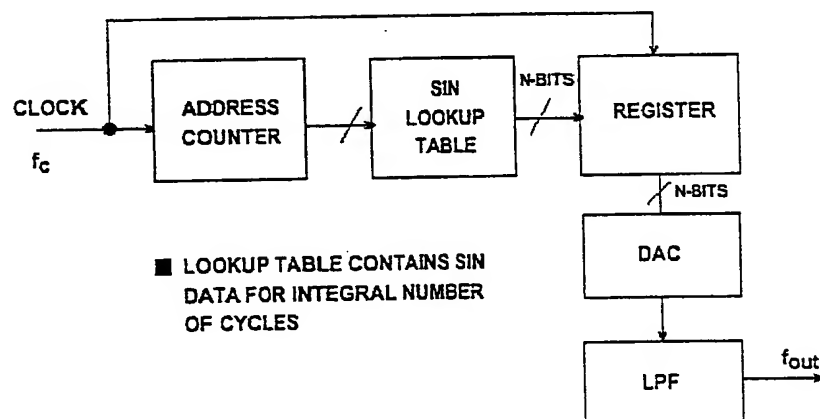 CLOCK
fc
ADDRESS
COUNTER
SIN
LOOKUP
TABLE
N-BITS
REGISTER
N-BITS
DAC
LPF
fout
■ LOOKUP TABLE CONTAINS SIN
DATA FOR INTEGRAL NUMBER
OF CYCLES